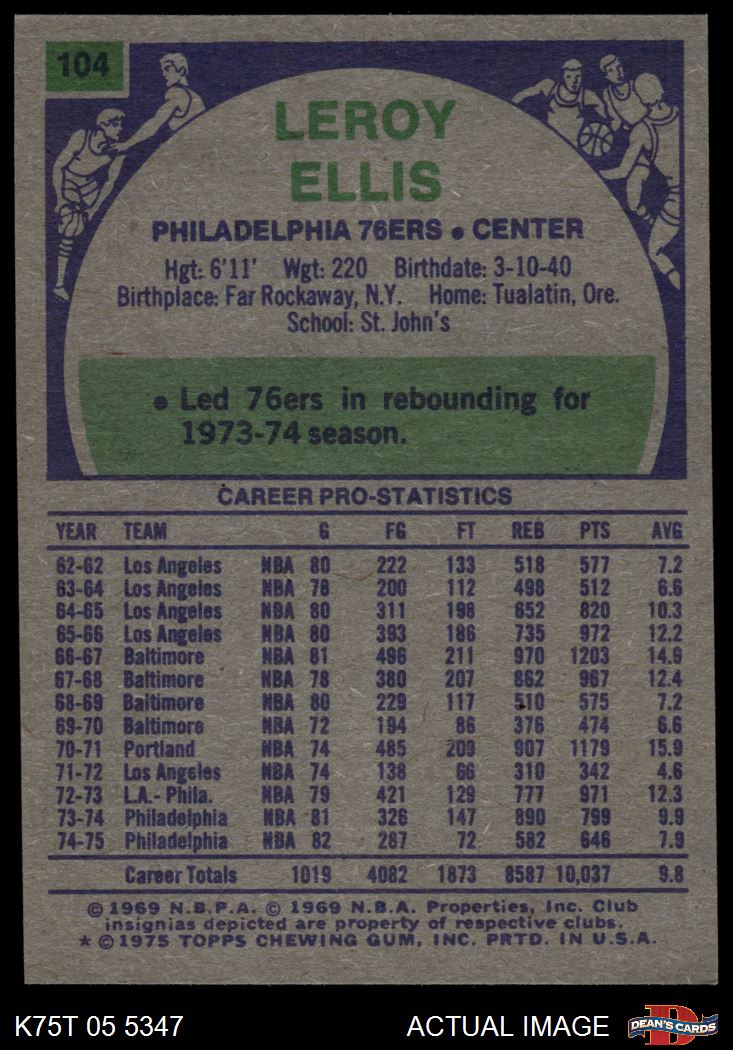 104
LEROY
ELLIS
PHILADELPHIA 76ERS • CENTER
Hgt: 6'11' Wgt: 220 Birthdate: 3-10-40
Birthplace: Far Rockaway, N.Y. Home: Tualatin, Ore.
School: St. John's
• Led 76ers in rebounding for
1973-74 season.
CAREER PRO-STATISTICS
YEAR TEAM G FG FT REB PTS AVG
62-62 Los Angeles NBA 80 222 133 518 577 7.2
63-64 Los Angeles NBA 78 200 112 498 512 6.6
64-65 Los Angeles NBA 80 311 198 652 820 10.3
65-66 Los Angeles NBA 80 393 186 735 972 12.2
66-67 Baltimore NBA 81 496 211 970 1203 14.9
67-68 Baltimore NBA 78 380 207 862 967 12.4
68-69 Baltimore NBA 80 229 117 510 575 7.2
69-70 Baltimore NBA 72 194 86 376 474 6.6
70-71 Portland NBA 74 485 209 907 1179 15.9
71-72 Los Angeles NBA 74 138 66 310 342 4.6
72-73 L.A.- Phila. NBA 79 421 129 777 971 12.3
73-74 Philadelphia NBA 81 326 147 890 799 9.9
74-75 Philadelphia NBA 82 287 72 582 646 7.9
Career Totals 1019 4082 1873 8587 10,037 9.8
© 1969 N.B.P.A. © 1969 N.B.A. Properties, Inc. Club
insignias depicted are property of respective clubs.
★ © 1975 TOPPS CHEWING GUM, INC. PRTD. IN U.S.A.
K75T 05 5347 ACTUAL IMAGE D DEAN'S CARDS